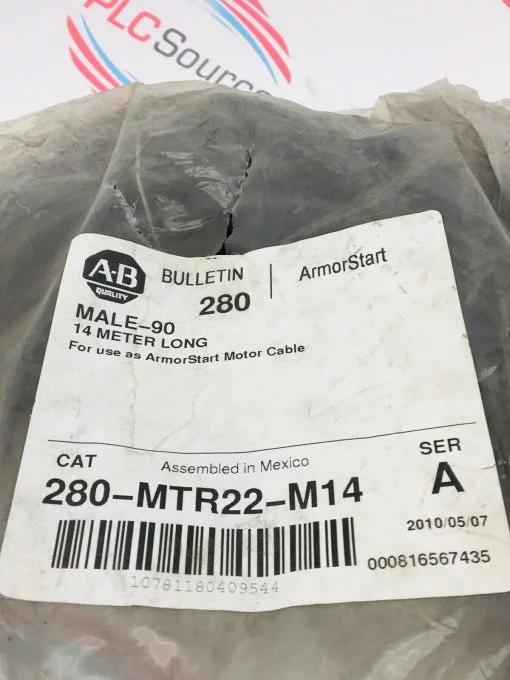 PLC Source
A-B
QUALITY
BULLETIN 280
ArmorStart
MALE-90
14 METER LONG
For use as ArmorStart Motor Cable
CAT
Assembled in Mexico
SER
280-MTR22-M14
A
2010/05/07
000816567435
10781180409544